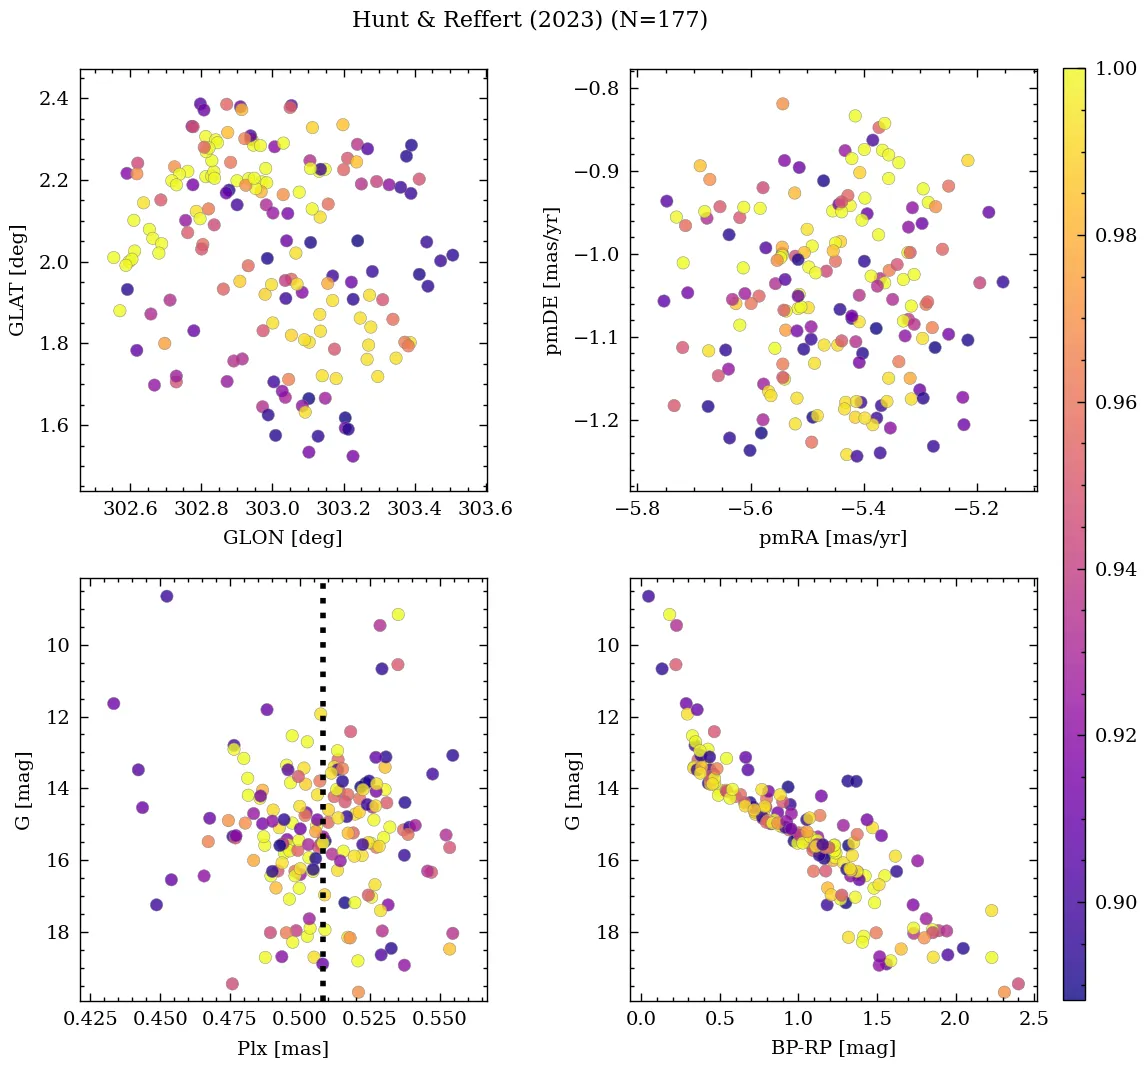 Hunt & Reffert (2023) (N=177)
2.4
2.2
2.0
1.8
1.6
GLAT [deg]
302.6 302.8 303.0 303.2 303.4 303.6
GLON [deg]
−0.8
−0.9
−1.0
−1.1
−1.2
pmDE [mas/yr]
−5.8 −5.6 −5.4 −5.2
pmRA [mas/yr]
10
12
14
16
18
G [mag]
0.425 0.450 0.475 0.500 0.525 0.550
Plx [mas]
10
12
14
16
18
G [mag]
0.0 0.5 1.0 1.5 2.0 2.5
BP-RP [mag]
1.00
0.98
0.96
0.94
0.92
0.90